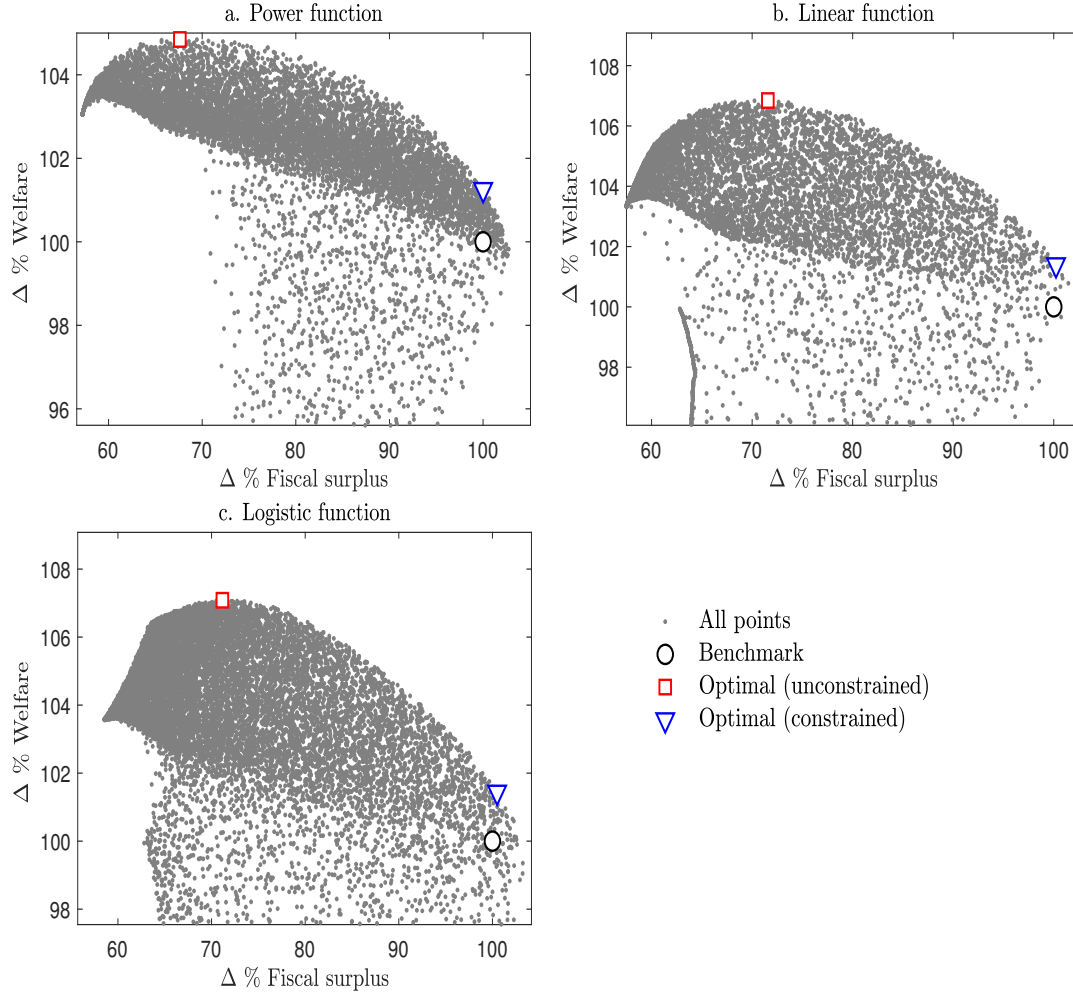 a. Power function
104
102
100
98
96
Δ % Welfare
60 70 80 90 100
Δ % Fiscal surplus
b. Linear function
108
106
104
102
100
98
Δ % Welfare
60 70 80 90 100
Δ % Fiscal surplus
c. Logistic function
108
106
104
102
100
98
Δ % Welfare
60 70 80 90 100
Δ % Fiscal surplus
All points
Benchmark
Optimal (unconstrained)
Optimal (constrained)